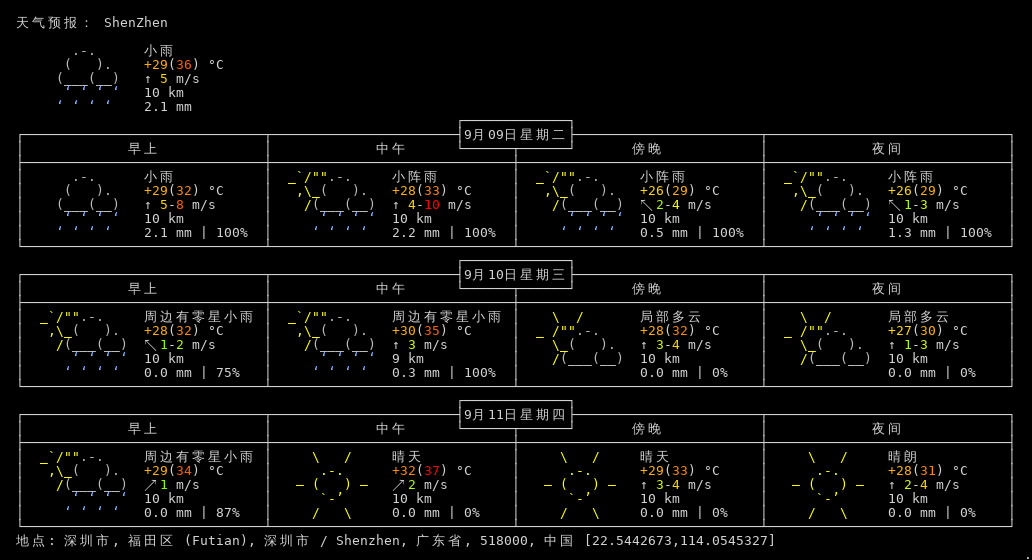 天气预报： ShenZhen
小雨
+29(36) °C
↑ 5 m/s
10 km
2.1 mm
9月09日星期二
早上 中午 傍晚 夜间
小雨 小阵雨 小阵雨 小阵雨
+29(32) °C +28(33) °C +26(29) °C +26(29) °C
↑ 5-8 m/s ↑ 4-10 m/s ↖ 2-4 m/s ↖ 1-3 m/s
10 km 10 km 10 km 10 km
2.1 mm | 100% 2.2 mm | 100% 0.5 mm | 100% 1.3 mm | 100%
9月10日星期三
早上 中午 傍晚 夜间
周边有零星小雨 周边有零星小雨 局部多云 局部多云
+28(32) °C +30(35) °C +28(32) °C +27(30) °C
↖ 1-2 m/s ↑ 3 m/s ↑ 3-4 m/s ↑ 1-3 m/s
10 km 9 km 10 km 10 km
0.0 mm | 75% 0.3 mm | 100% 0.0 mm | 0% 0.0 mm | 0%
9月11日星期四
早上 中午 傍晚 夜间
周边有零星小雨 晴天 晴天 晴朗
+29(34) °C +32(37) °C +29(33) °C +28(31) °C
↗ 1 m/s ↗ 2 m/s ↑ 3-4 m/s ↑ 2-4 m/s
10 km 10 km 10 km 10 km
0.0 mm | 87% 0.0 mm | 0% 0.0 mm | 0% 0.0 mm | 0%
地点: 深圳市, 福田区 (Futian), 深圳市 / Shenzhen, 广东省, 518000, 中国 [22.5442673,114.0545327]